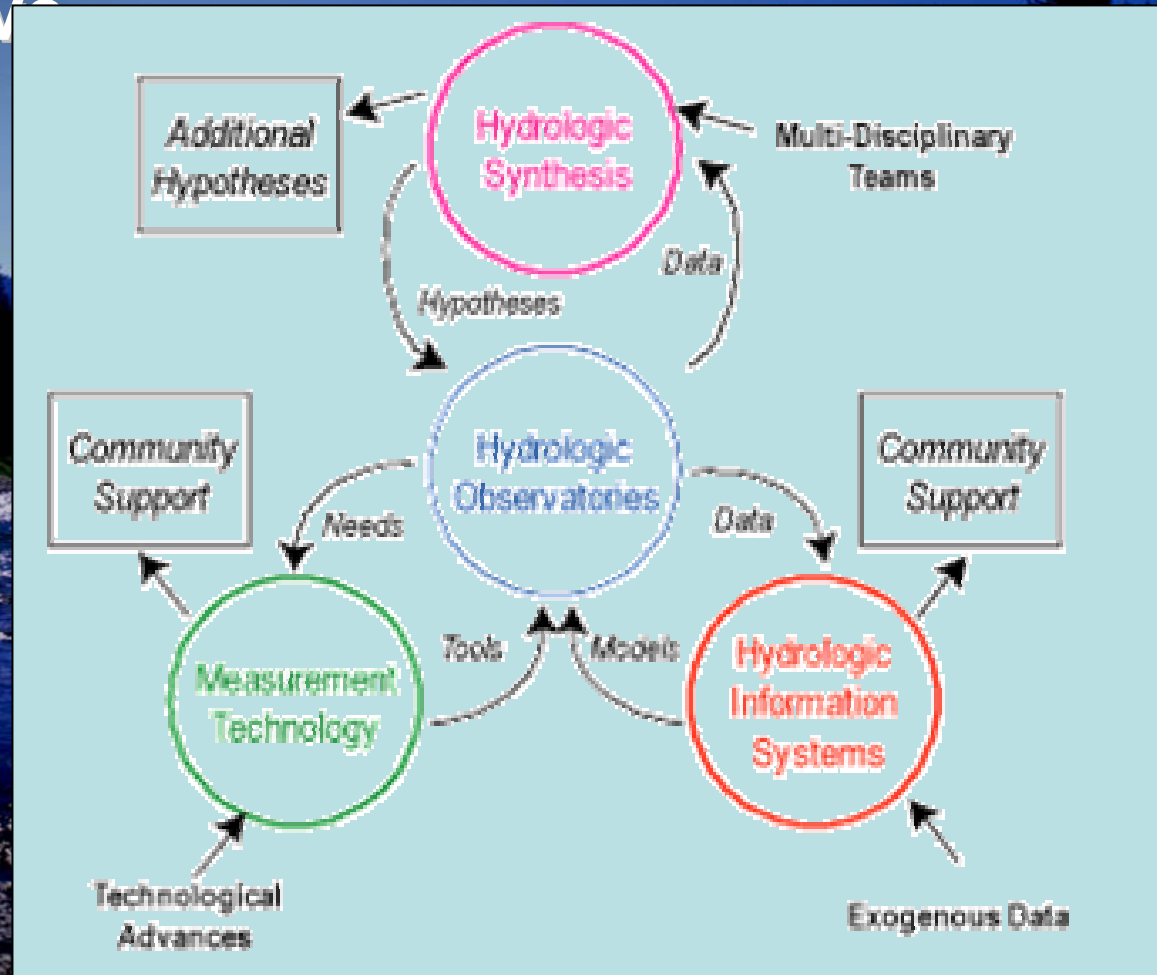 Additional
Hypotheses
Hydrologic
Synthesis
Multi-Disciplinary
Teams
Hypotheses
Data
Community
Support
Hydrologic
Observatories
Community
Support
Needs
Data
Measurement
Technology
Tools
Models
Hydrologic
Information
Systems
Technological
Advances
Exogenous Data